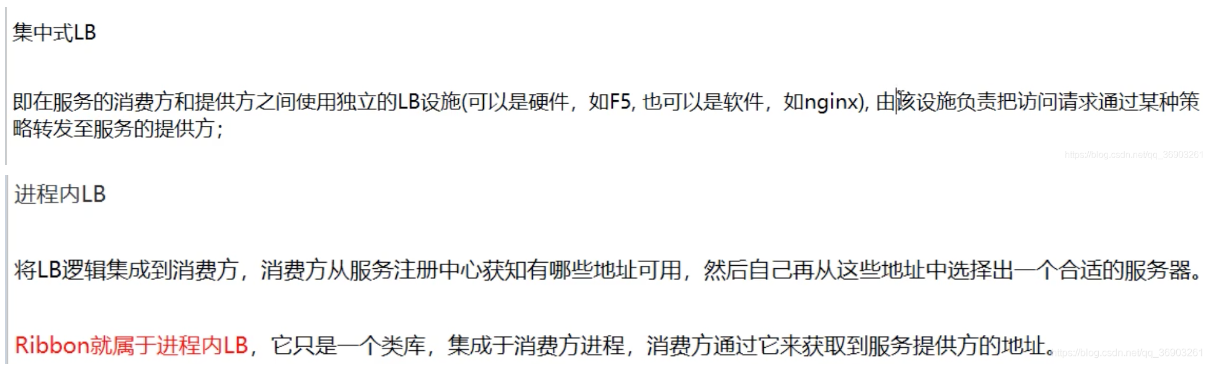 集中式LB
即在服务的消费方和提供方之间使用独立的LB设施(可以是硬件，如F5, 也可以是软件，如nginx), 由该设施负责把访问请求通过某种策
略转发至服务的提供方；
https://blog.csdn.net/qq_36903261
进程内LB
将LB逻辑集成到消费方，消费方从服务注册中心获知有哪些地址可用，然后自己再从这些地址中选择出一个合适的服务器。
Ribbon就属于进程内LB，它只是一个类库，集成于消费方进程，消费方通过它来获取到服务提供方的地址。
https://blog.csdn.net/qq_36903261